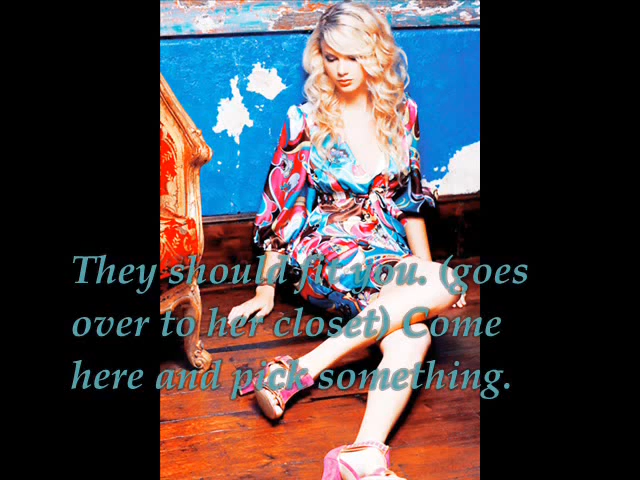 They should fit you. (goes
over to her closet) Come
here and pick something.